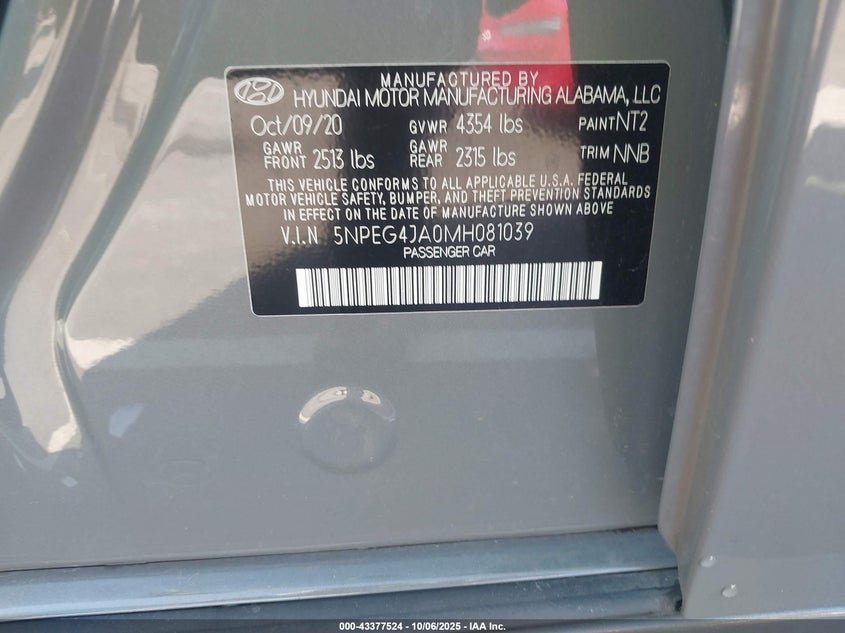 MANUFACTURED BY
HYUNDAI MOTOR MANUFACTURING ALABAMA, LLC
Oct/09/20 GVWR 4354 lbs PAINT NT2
GAWR FRONT 2513 lbs GAWR REAR 2315 lbs TRIM NNB
THIS VEHICLE CONFORMS TO ALL APPLICABLE U.S.A. FEDERAL
MOTOR VEHICLE SAFETY, BUMPER, AND THEFT PREVENTION STANDARDS
IN EFFECT ON THE DATE OF MANUFACTURE SHOWN ABOVE
V.I.N 5NPEG4JA0MH081039
PASSENGER CAR
000-43377524 - 10/06/2025 - IAA Inc.